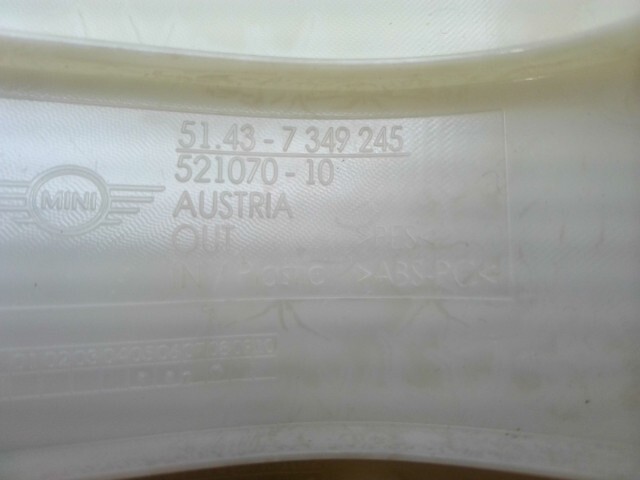 51.43 - 7 349 245
521070 - 10
MINI
AUSTRIA
OUT
>ABS-PC<